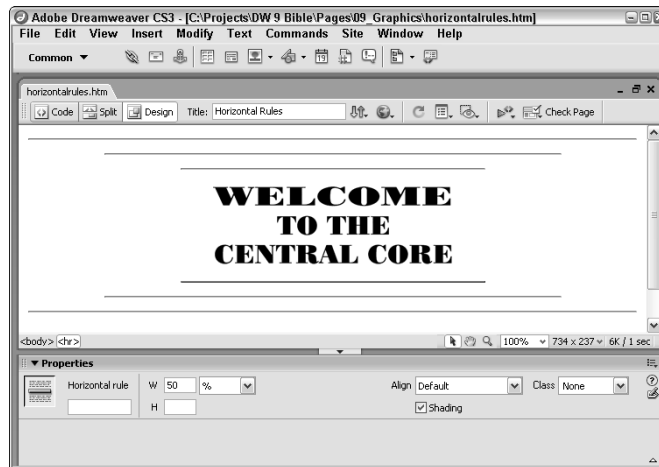 Adobe Dreamweaver CS3 - [C:\Projects\DW 9 Bible\Pages\09_Graphics\horizontalrules.htm]
File Edit View Insert Modify Text Commands Site Window Help
Common
horizontalrules.htm
Code Split Design Title: Horizontal Rules Check Page
WELCOME
TO THE
CENTRAL CORE
<body> <hr> 100% 734 x 237 6K / 1 sec
Properties
Horizontal rule W 50 % Align Default Class None
H Shading